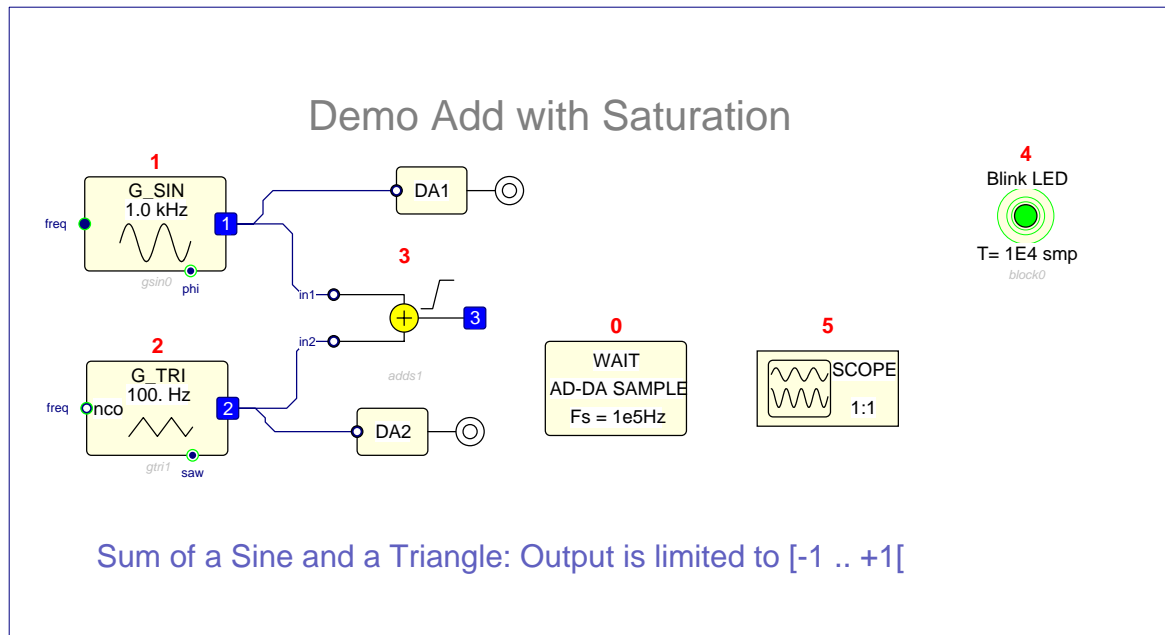 Demo Add with Saturation
1
G_SIN
1.0 kHz
freq
1
gsin0
phi
DA1
4
Blink LED
T= 1E4 smp
block0
3
in1
+
3
in2
adds1
2
G_TRI
100. Hz
freq
nco
2
gtri1
saw
DA2
0
WAIT
AD-DA SAMPLE
Fs = 1e5Hz
5
SCOPE
1:1
Sum of a Sine and a Triangle: Output is limited to [-1 .. +1[